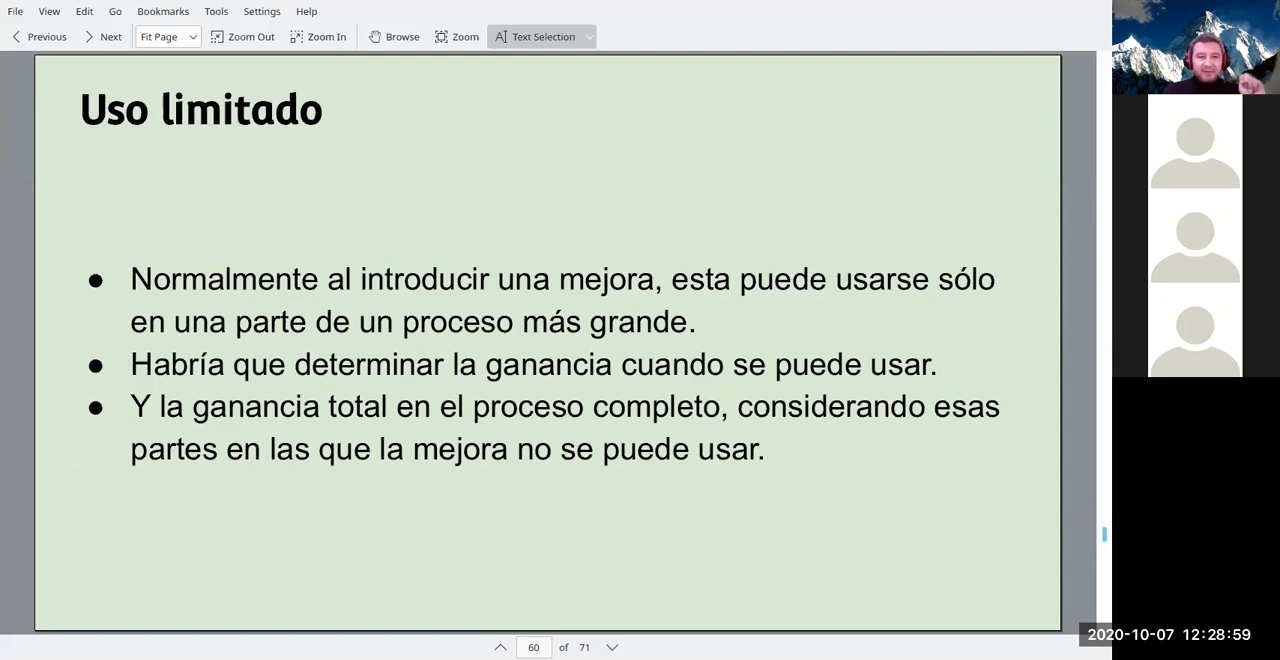 File View Edit Go Bookmarks Tools Settings Help
Previous Next Fit Page Zoom Out Zoom In Browse Zoom Text Selection
Uso limitado
● Normalmente al introducir una mejora, esta puede usarse sólo
en una parte de un proceso más grande.
● Habría que determinar la ganancia cuando se puede usar.
● Y la ganancia total en el proceso completo, considerando esas
partes en las que la mejora no se puede usar.
2020-10-07 12:28:59
60 of 71